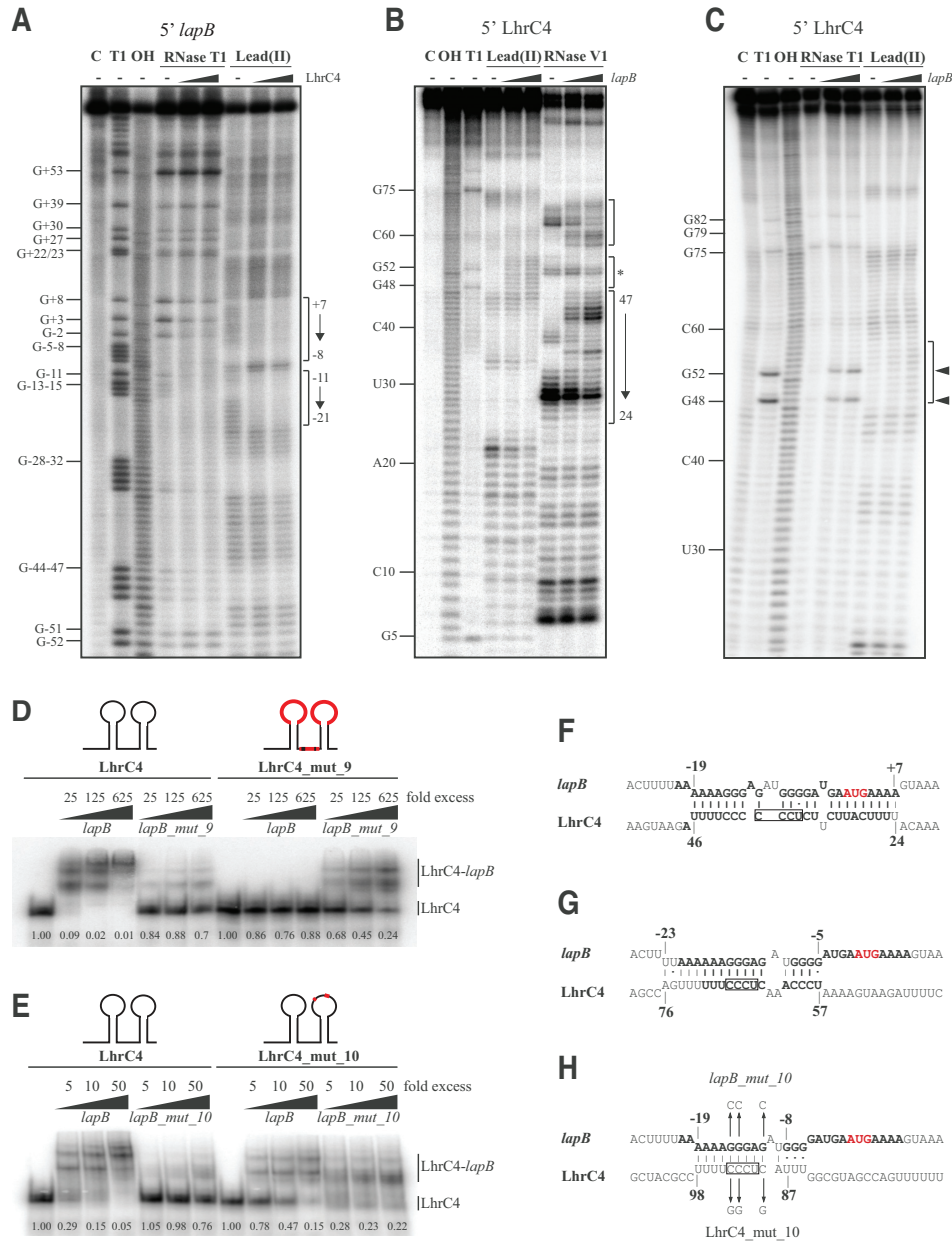 A
5' lapB
C T1 OH RNase T1 Lead(II)
- - - - -
LhrC4
G+53
G+39
G+30
G+27
G+22/23
G+8
G+3
G-2
G-5-8
G-11
G-13-15
G-28-32
G-44-47
G-51
G-52
+7
-8
-11
-21
B
5' LhrC4
C OH T1 Lead(II) RNase V1
- - - - -
lapB
G75
C60
G52
G48
C40
U30
A20
C10
G5
*
47
24
C
5' LhrC4
C T1 OH RNase T1 Lead(II)
- - - - -
lapB
G82
G79
G75
C60
G52
G48
C40
U30
D
LhrC4 LhrC4_mut_9
25 125 625 25 125 625 25 125 625 25 125 625 fold excess
lapB lapB_mut_9 lapB lapB_mut_9
LhrC4-lapB
LhrC4
1.00 0.09 0.02 0.01 0.84 0.88 0.7 1.00 0.86 0.76 0.88 0.68 0.45 0.24
E
LhrC4 LhrC4_mut_10
5 10 50 5 10 50 5 10 50 5 10 50 fold excess
lapB lapB_mut_10 lapB lapB_mut_10
LhrC4-lapB
LhrC4
1.00 0.29 0.15 0.05 1.05 0.98 0.76 1.00 0.78 0.47 0.15 0.28 0.23 0.22
F
-19 +7
lapB ACUUUUAA AAAAGGG A G AU GGGGA U GAAUGAAAA GUAAA
LhrC4 AAGUAAGA UUUUCCC C CCUCU U CUUACUUUU ACAAA
46 24
G
-23 -5
lapB ACUU UUAAAAAAGGGAG A U GGGG AUGAAUGAAAAGUAA
LhrC4 AGCC AGUUUUUUCCCUC AA ACCCU AAAAGUAAGAUUUUC
76 57
H
lapB_mut_10
CC C
-19 -8
lapB ACUUUUAA AAAAGGGAG A U GGG GAUGAAUGAAAAGUAAA
LhrC4 GCUACGCC UUUUCCCUC A UUU GGCGUAGCCAGUUUUUU
98 87
GG G
LhrC4_mut_10